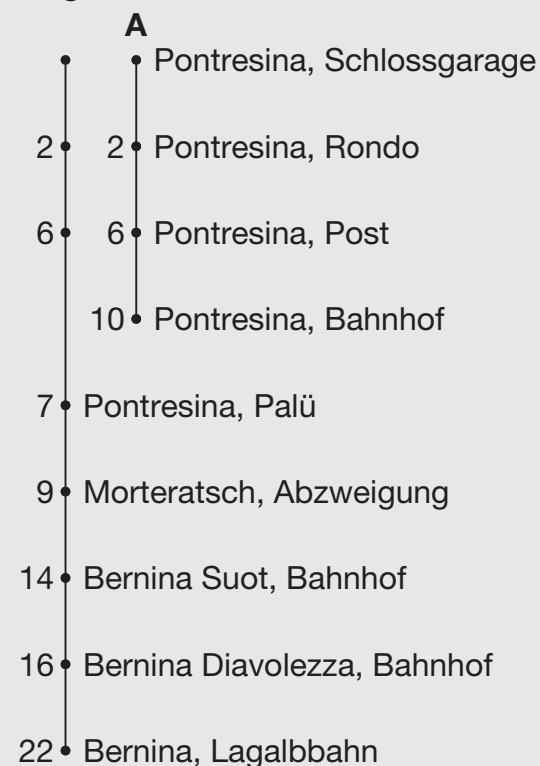 A
Pontresina, Schlossgarage
2 2 Pontresina, Rondo
6 6 Pontresina, Post
10 Pontresina, Bahnhof
7 Pontresina, Palü
9 Morteratsch, Abzweigung
14 Bernina Suot, Bahnhof
16 Bernina Diavolezza, Bahnhof
22 Bernina, Lagalbbahn